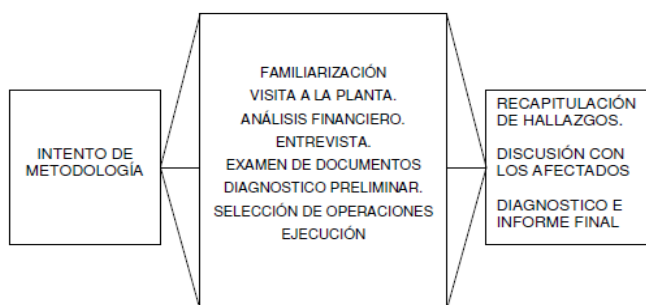 INTENTO DE
METODOLOGÍA
FAMILIARIZACIÓN
VISITA A LA PLANTA.
ANÁLISIS FINANCIERO.
ENTREVISTA.
EXAMEN DE DOCUMENTOS
DIAGNOSTICO PRELIMINAR.
SELECCIÓN DE OPERACIONES
EJECUCIÓN
RECAPITULACIÓN
DE HALLAZGOS.
DISCUSIÓN CON
LOS AFECTADOS
DIAGNOSTICO E
INFORME FINAL